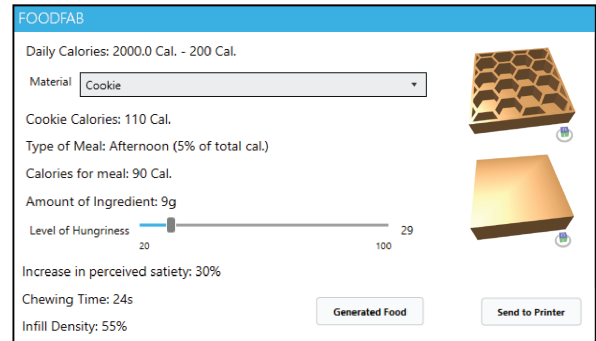 FOODFAB
Daily Calories: 2000.0 Cal. - 200 Cal.
Material Cookie
Cookie Calories: 110 Cal.
Type of Meal: Afternoon (5% of total cal.)
Calories for meal: 90 Cal.
Amount of Ingredient: 9g
Level of Hungriness 29
20 100
Increase in perceived satiety: 30%
Chewing Time: 24s
Generated Food Send to Printer
Infill Density: 55%